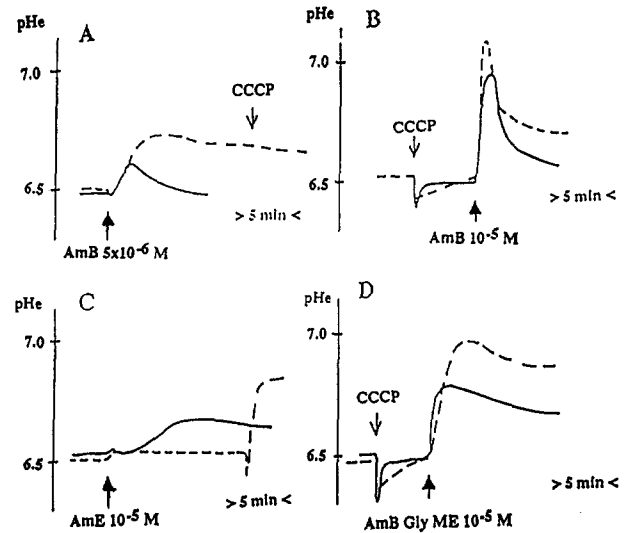 pHe
A
7.0
CCCP
6.5
> 5 min <
AmB 5x10⁻⁶ M
pHe
B
7.0
CCCP
6.5
> 5 min <
AmB 10⁻⁵ M
pHe
C
7.0
6.5
> 5 min <
AmE 10⁻⁵ M
pHe
D
7.0
CCCP
6.5
> 5 min <
AmB Gly ME 10⁻⁵ M